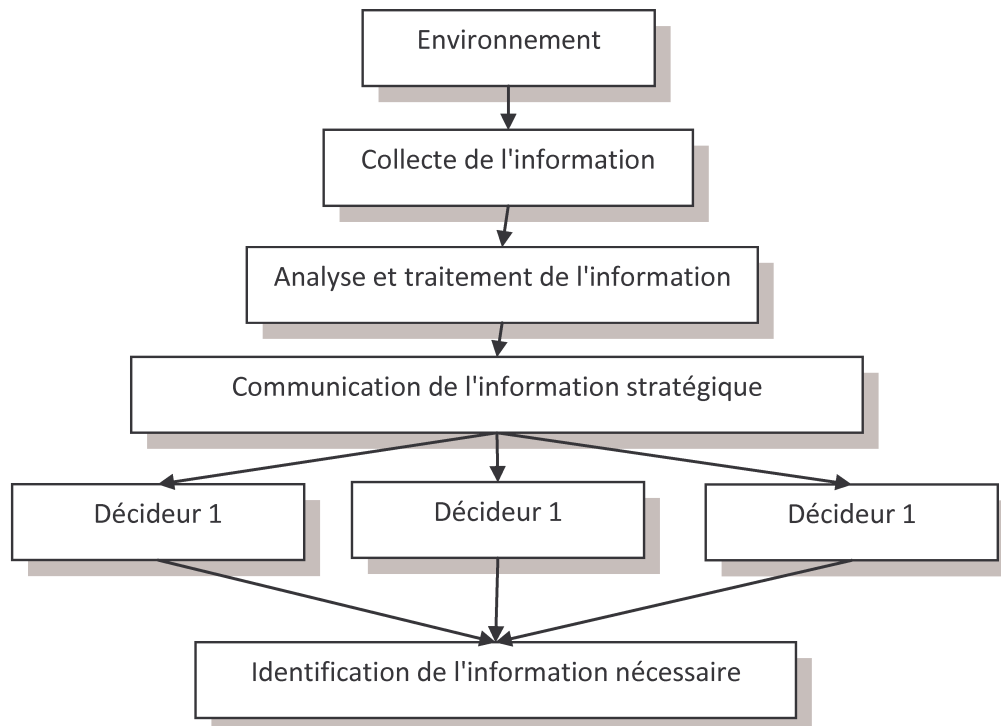 Environnement
Collecte de l'information
Analyse et traitement de l'information
Communication de l'information stratégique
Décideur 1
Décideur 1
Décideur 1
Identification de l'information nécessaire